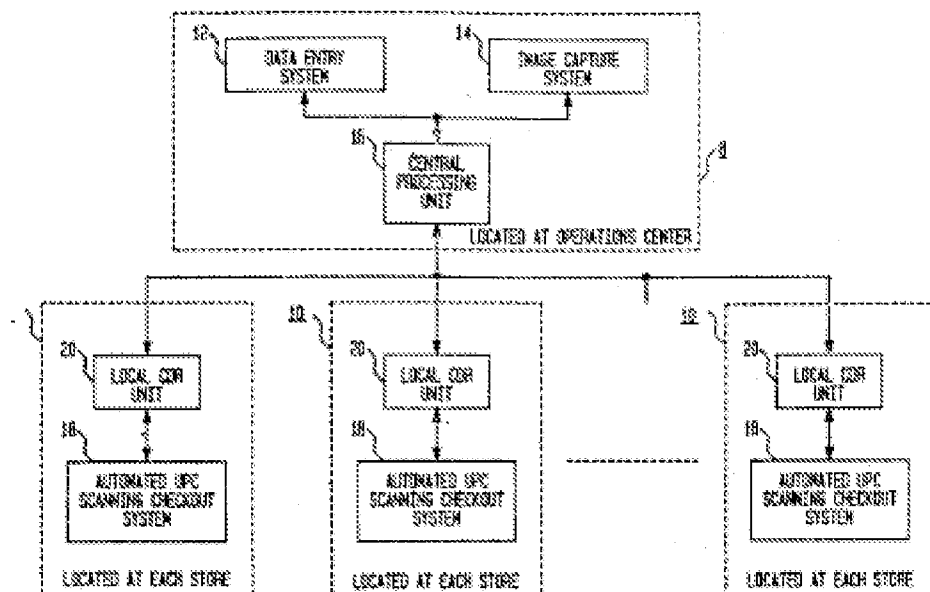 12
DATA ENTRY
SYSTEM
14
IMAGE CAPTURE
SYSTEM
16
CENTRAL
PROCESSING
UNIT
LOCATED AT OPERATIONS CENTER
20
LOCAL CDR
UNIT
18
AUTOMATED UPC
SCANNING CHECKOUT
SYSTEM
LOCATED AT EACH STORE
10
20
LOCAL CDR
UNIT
18
AUTOMATED UPC
SCANNING CHECKOUT
SYSTEM
LOCATED AT EACH STORE
10
20
LOCAL CDR
UNIT
18
AUTOMATED UPC
SCANNING CHECKOUT
SYSTEM
LOCATED AT EACH STORE